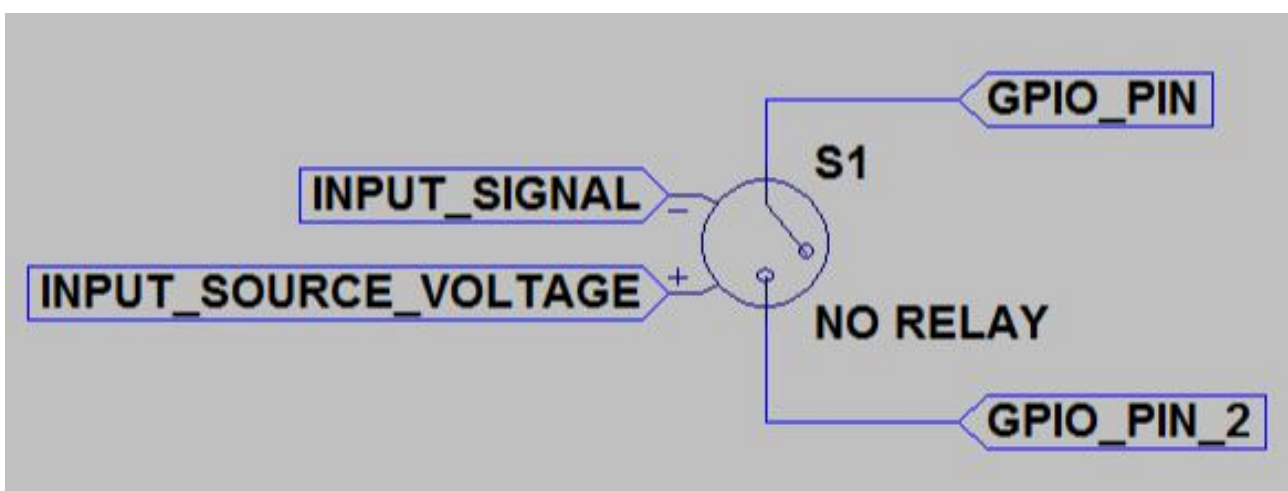 GPIO_PIN
S1
INPUT_SIGNAL
-
INPUT_SOURCE_VOLTAGE
+
NO RELAY
GPIO_PIN_2